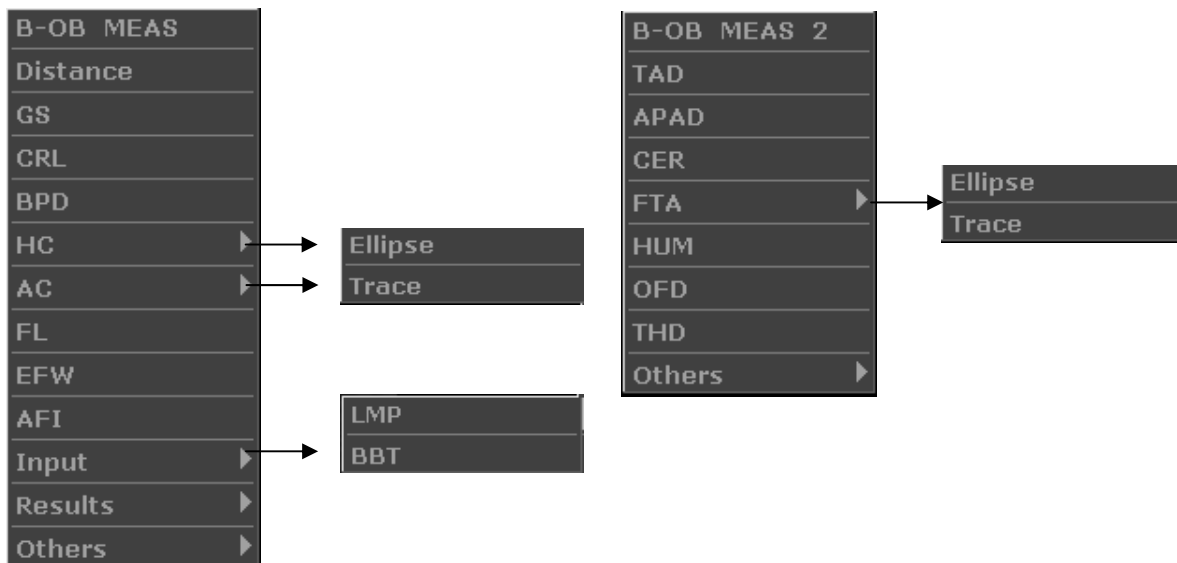 B-OB MEAS
Distance
GS
CRL
BPD
HC
AC
FL
EFW
AFI
Input
Results
Others
Ellipse
Trace
LMP
BBT
B-OB MEAS 2
TAD
APAD
CER
FTA
HUM
OFD
THD
Others
Ellipse
Trace